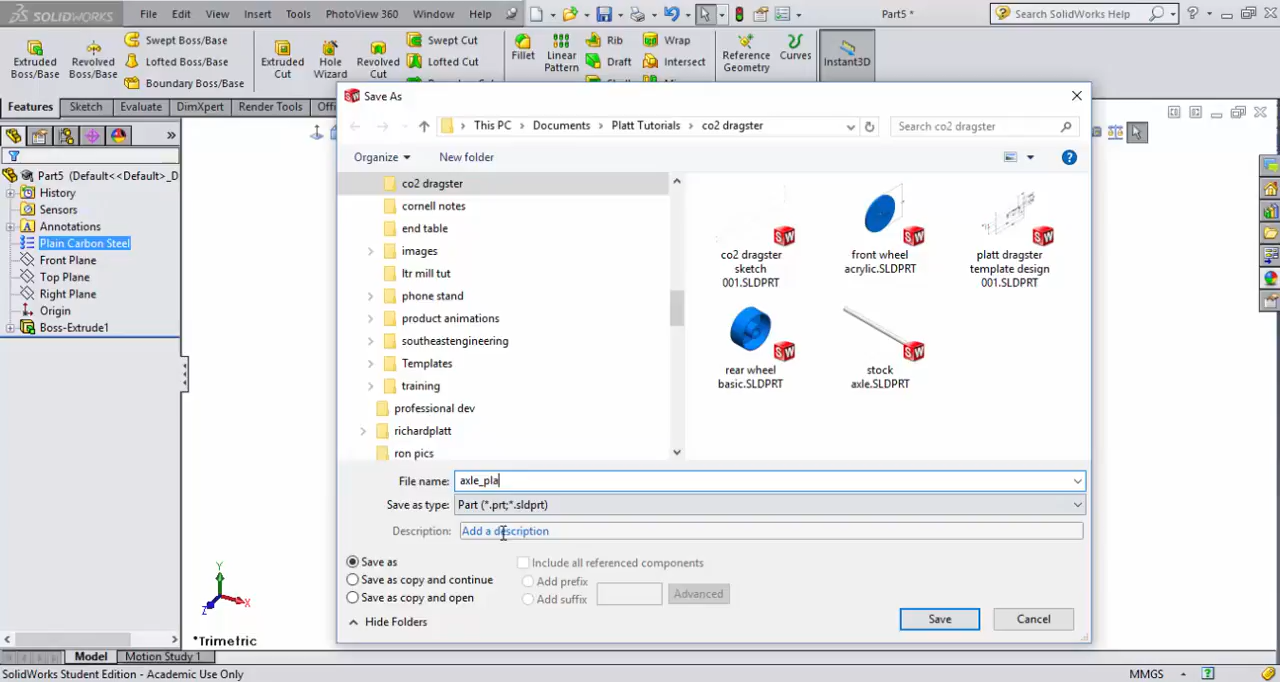 SOLIDWORKS File Edit View Insert Tools PhotoView 360 Window Help Part5 * Search SolidWorks Help
Extruded Boss/Base
Revolved Boss/Base
Swept Boss/Base
Lofted Boss/Base
Boundary Boss/Base
Extruded Cut
Hole Wizard
Revolved Cut
Swept Cut
Lofted Cut
Fillet
Linear Pattern
Rib
Draft
Wrap
Intersect
Reference Geometry
Curves
Instant3D
Features Sketch Evaluate DimXpert Render Tools
Save As
This PC > Documents > Platt Tutorials > co2 dragster
Search co2 dragster
Organize New folder
Part5 (Default<<Default>_D
History
Sensors
Annotations
Plain Carbon Steel
Front Plane
Top Plane
Right Plane
Origin
Boss-Extrude1
co2 dragster
cornell notes
end table
images
ltr mill tut
phone stand
product animations
southeastengineering
Templates
training
professional dev
richardplatt
ron pics
co2 dragster
sketch
001.SLDPRT
front wheel
acrylic.SLDPRT
platt dragster
template design
001.SLDPRT
rear wheel
basic.SLDPRT
stock
axle.SLDPRT
File name: axle_pla
Save as type: Part (*.prt;*.sldprt)
Description: Add a description
Save as
Save as copy and continue
Save as copy and open
Include all referenced components
Add prefix
Add suffix
Advanced
Hide Folders
Save Cancel
Y
X
Z
*Trimetric
Model Motion Study 1
SolidWorks Student Edition - Academic Use Only MMGS